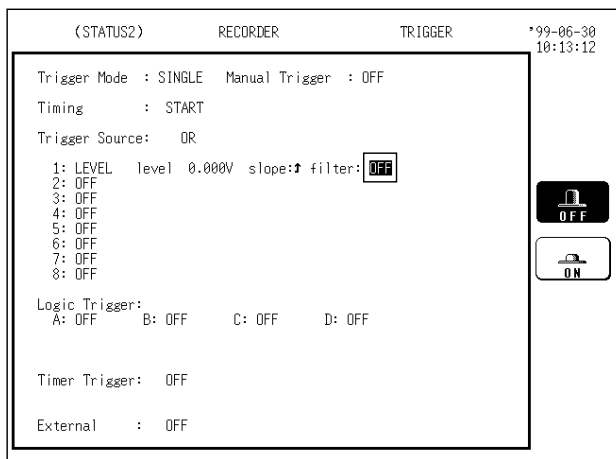 (STATUS2) RECORDER TRIGGER '99-06-30
10:13:12
Trigger Mode : SINGLE Manual Trigger : OFF
Timing : START
Trigger Source: OR
1: LEVEL level 0.000V slope:↑ filter: OFF
2: OFF
3: OFF
4: OFF
5: OFF
6: OFF
7: OFF
8: OFF
OFF
ON
Logic Trigger:
A: OFF B: OFF C: OFF D: OFF
Timer Trigger: OFF
External : OFF